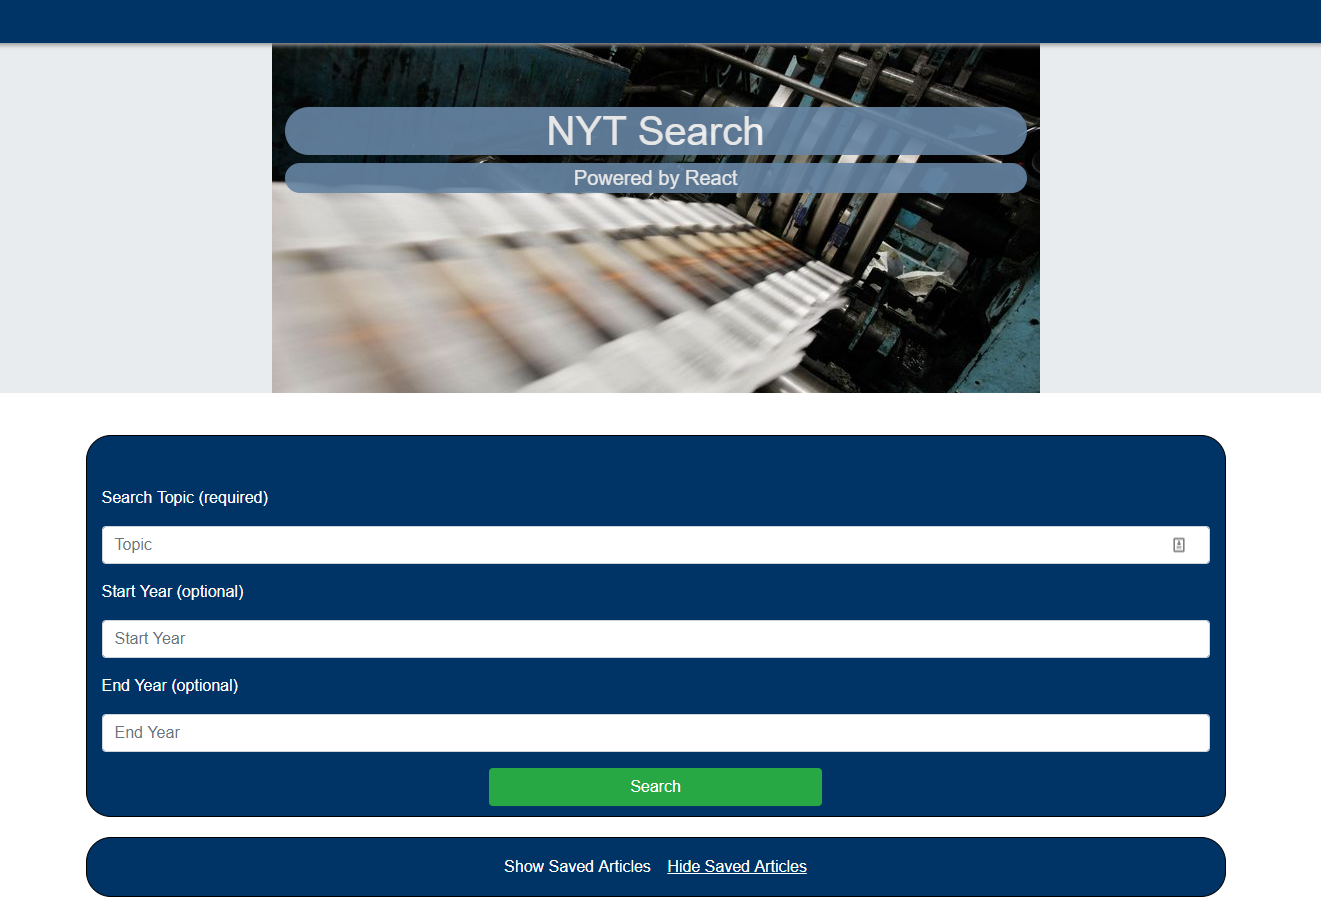 NYT Search
Powered by React
Search Topic (required)
Topic
Start Year (optional)
Start Year
End Year (optional)
End Year
Search
Show Saved Articles Hide Saved Articles